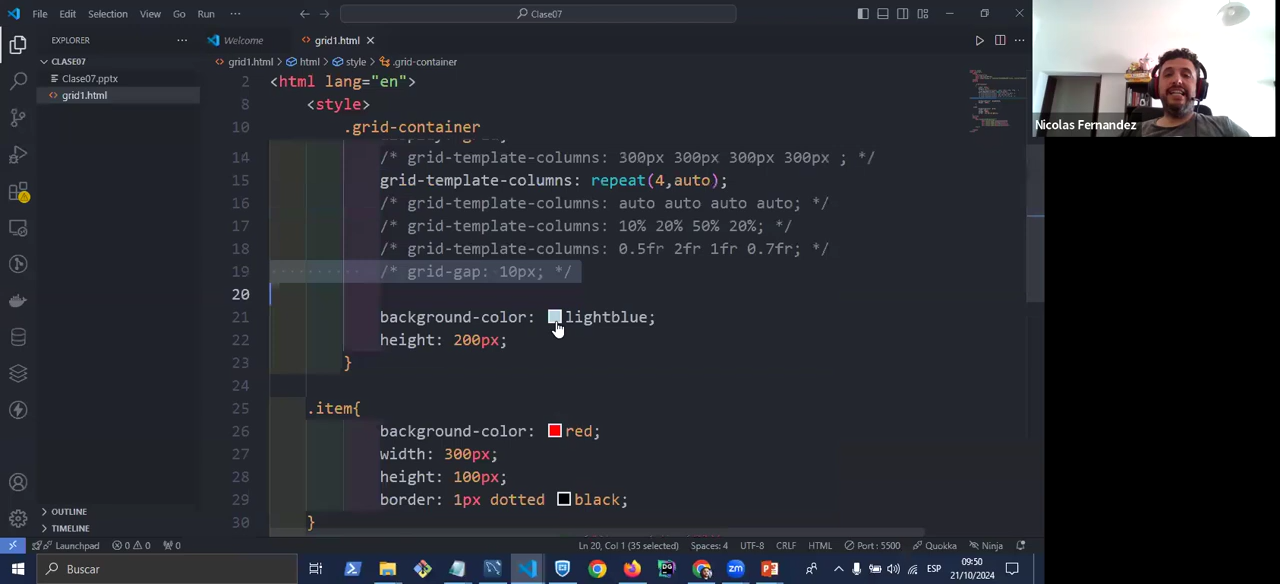 File Edit Selection View Go Run ··· Clase07
EXPLORER ···
CLASE07
Clase07.pptx
grid1.html
Welcome
grid1.html
grid1.html > html > style > .grid-container
2 <html lang="en">
8 <style>
10 .grid-container
14 /* grid-template-columns: 300px 300px 300px 300px ; */
15 grid-template-columns: repeat(4,auto);
16 /* grid-template-columns: auto auto auto auto; */
17 /* grid-template-columns: 10% 20% 50% 20%; */
18 /* grid-template-columns: 0.5fr 2fr 1fr 0.7fr; */
19 /* grid-gap: 10px; */
20
21 background-color: lightblue;
22 height: 200px;
23 }
24
25 .item{
26 background-color: red;
27 width: 300px;
28 height: 100px;
29 border: 1px dotted black;
30 }
Nicolas Fernandez
OUTLINE
TIMELINE
Launchpad 0 0 0 Ln 20, Col 1 (35 selected) Spaces: 4 UTF-8 CRLF HTML Port : 5500 Quokka Ninja
Buscar
DG
zm
ESP
09:50
21/10/2024